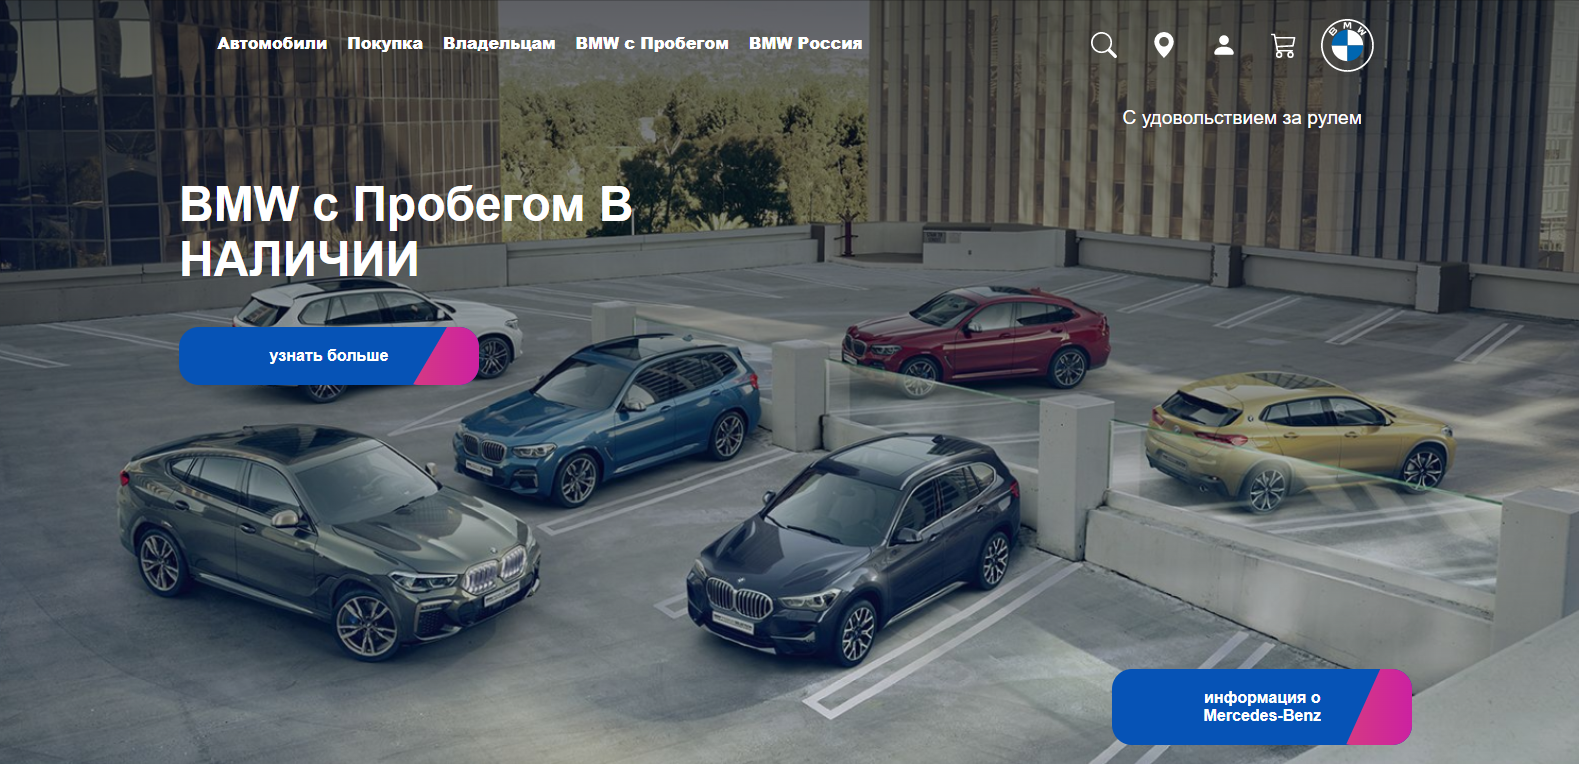 Автомобили Покупка Владельцам BMW с Пробегом BMW Россия
BMW
С удовольствием за рулем
BMW с Пробегом В
НАЛИЧИИ
узнать больше
информация о
Mercedes-Benz